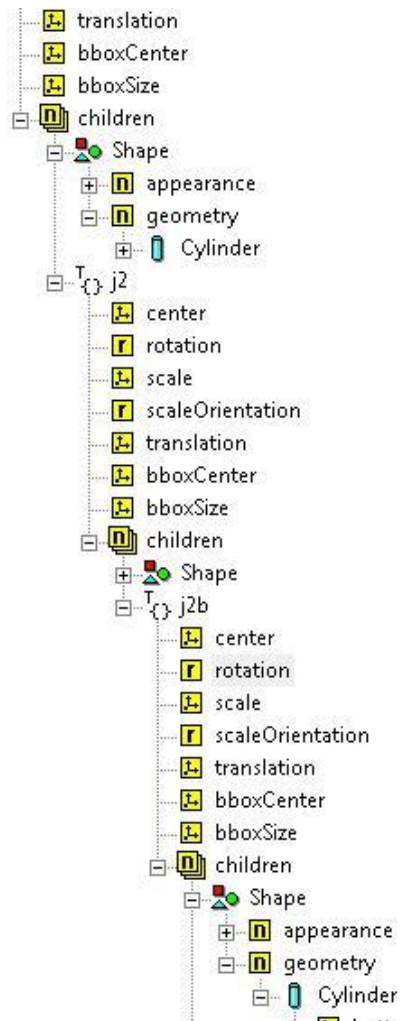 translation
bboxCenter
bboxSize
n children
Shape
n appearance
n geometry
Cylinder
T{} j2
center
r rotation
scale
r scaleOrientation
translation
bboxCenter
bboxSize
n children
Shape
T{} j2b
center
r rotation
scale
r scaleOrientation
translation
bboxCenter
bboxSize
n children
Shape
n appearance
n geometry
Cylinder